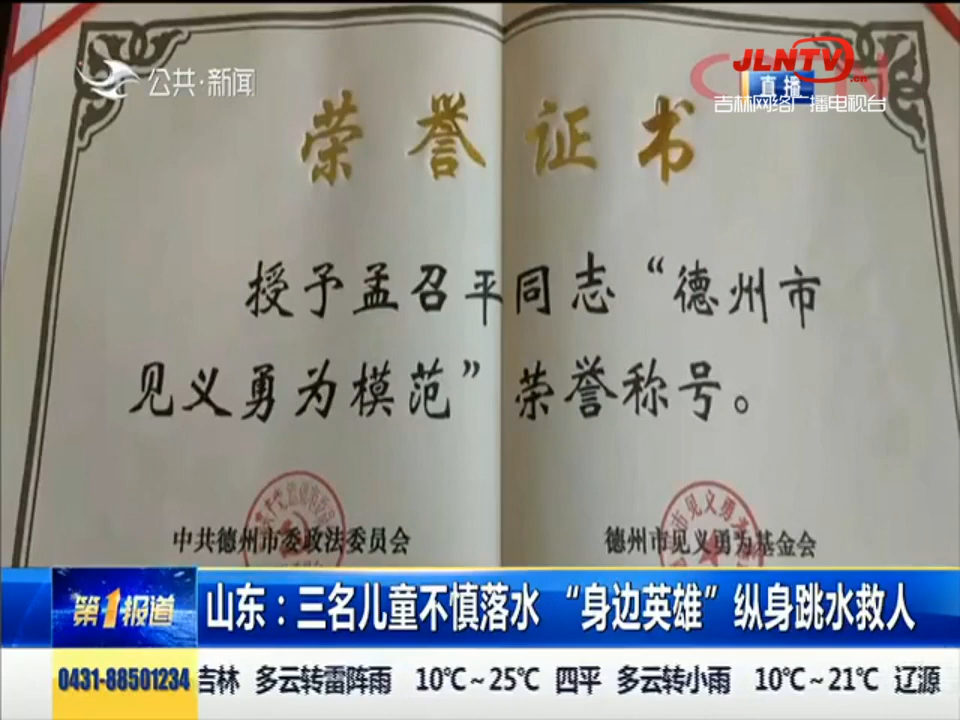 公共·新闻
JLNTV.cn
直播
吉林网络广播电视台
荣誉证书
授予孟召平同志“德州市
见义勇为模范”荣誉称号。
中共德州市委政法委员会
德州市见义勇为基金会
第1报道
山东：三名儿童不慎落水 “身边英雄”纵身跳水救人
0431-88501234
吉林 多云转雷阵雨 10℃～25℃ 四平 多云转小雨 10℃～21℃ 辽源